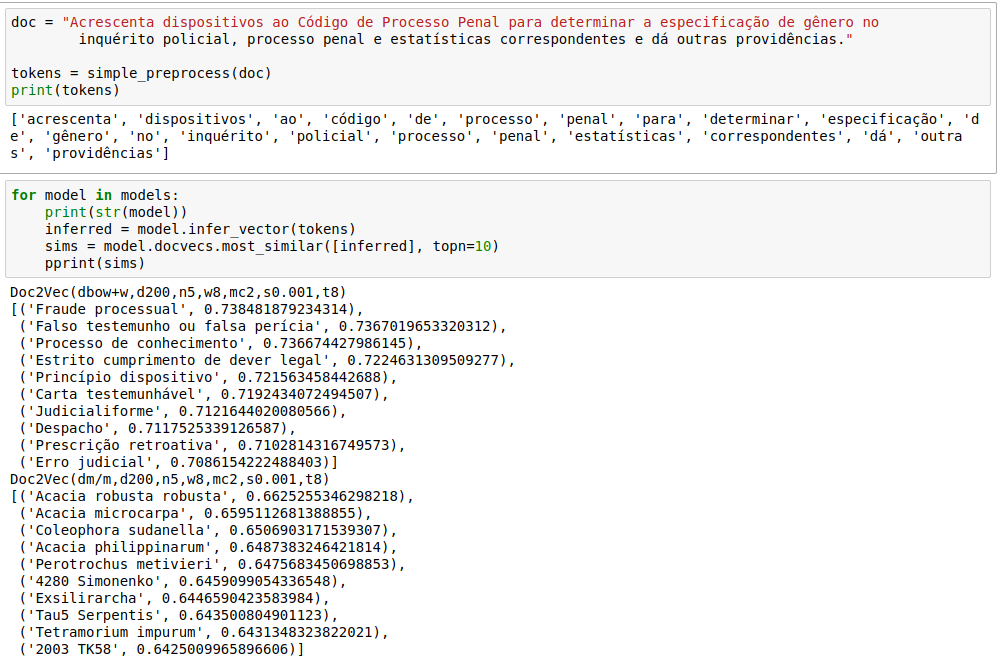 doc = "Acrescenta dispositivos ao Código de Processo Penal para determinar a especificação de gênero no
inquérito policial, processo penal e estatísticas correspondentes e dá outras providências."
tokens = simple_preprocess(doc)
print(tokens)
['acrescenta', 'dispositivos', 'ao', 'código', 'de', 'processo', 'penal', 'para', 'determinar', 'especificação', 'd
e', 'gênero', 'no', 'inquérito', 'policial', 'processo', 'penal', 'estatísticas', 'correspondentes', 'dá', 'outra
s', 'providências']
for model in models:
    print(str(model))
    inferred = model.infer_vector(tokens)
    sims = model.docvecs.most_similar([inferred], topn=10)
    pprint(sims)
Doc2Vec(dbow+w,d200,n5,w8,mc2,s0.001,t8)
[('Fraude processual', 0.738481879234314),
 ('Falso testemunho ou falsa perícia', 0.7367019653320312),
 ('Processo de conhecimento', 0.736674427986145),
 ('Estrito cumprimento de dever legal', 0.7224631309509277),
 ('Princípio dispositivo', 0.721563458442688),
 ('Carta testemunhável', 0.7192434072494507),
 ('Judicialiforme', 0.7121644020080566),
 ('Despacho', 0.7117525339126587),
 ('Prescrição retroativa', 0.7102814316749573),
 ('Erro judicial', 0.7086154222488403)]
Doc2Vec(dm/m,d200,n5,w8,mc2,s0.001,t8)
[('Acacia robusta robusta', 0.6625255346298218),
 ('Acacia microcarpa', 0.6595112681388855),
 ('Coleophora sudanella', 0.6506903171539307),
 ('Acacia philippinarum', 0.6487383246421814),
 ('Perotrochus metivieri', 0.6475683450698853),
 ('4280 Simonenko', 0.6459099054336548),
 ('Exsilirarcha', 0.6446590423583984),
 ('Tau5 Serpentis', 0.643500804901123),
 ('Tetramorium impurum', 0.6431348323822021),
 ('2003 TK58', 0.6425009965896606)]